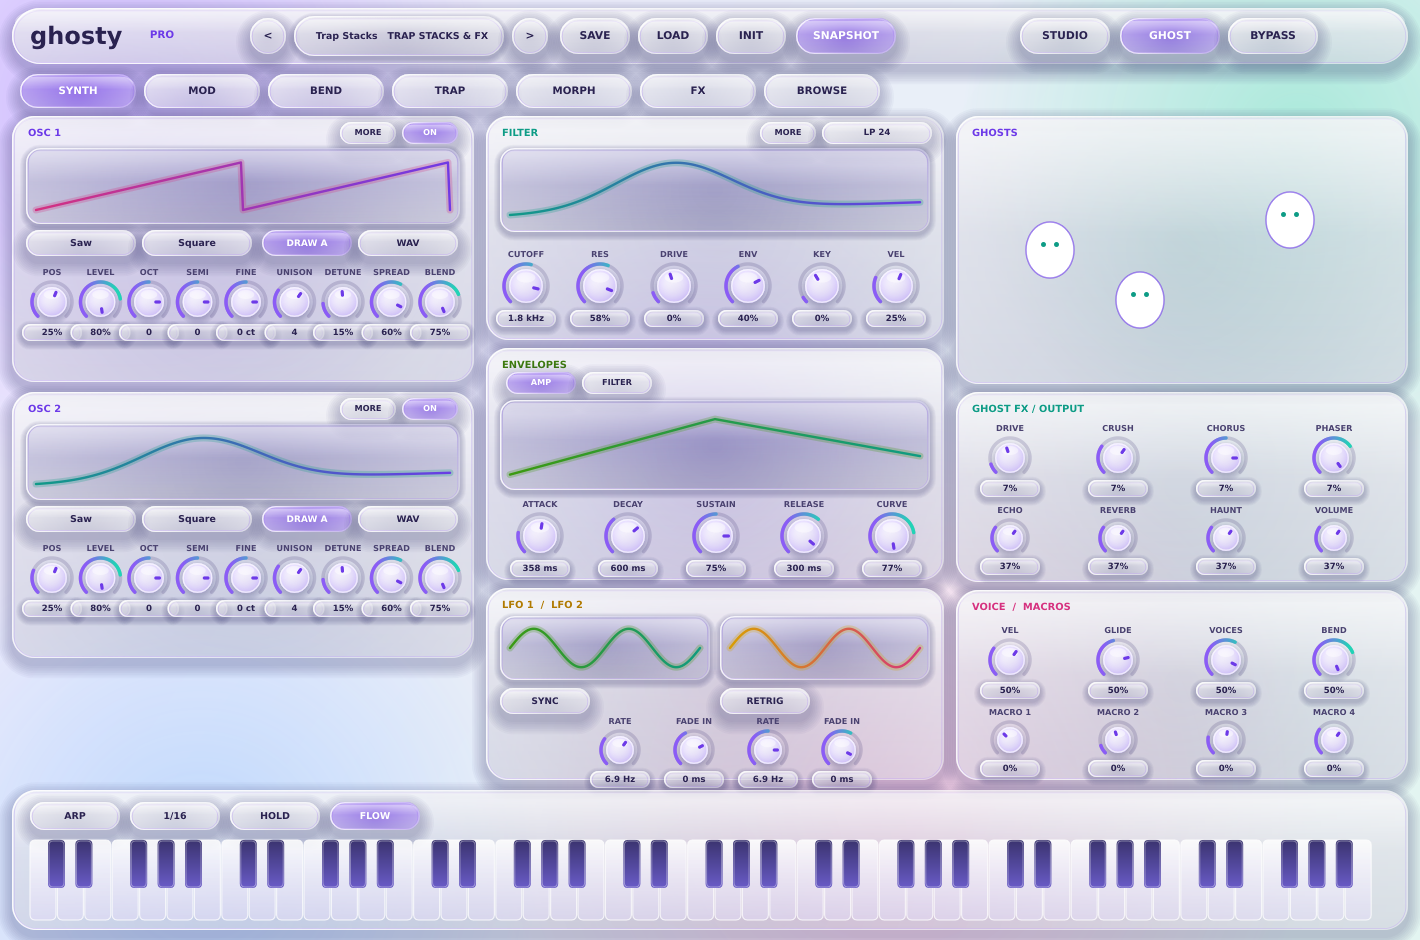 ghosty PRO < Trap Stacks TRAP STACKS & FX > SAVE LOAD INIT SNAPSHOT STUDIO GHOST BYPASS
SYNTH MOD BEND TRAP MORPH FX BROWSE
OSC 1 MORE ON
Saw Square DRAW A WAV
POS LEVEL OCT SEMI FINE UNISON DETUNE SPREAD BLEND
25% 80% 0 0 0 ct 4 15% 60% 75%
OSC 2 MORE ON
Saw Square DRAW A WAV
POS LEVEL OCT SEMI FINE UNISON DETUNE SPREAD BLEND
25% 80% 0 0 0 ct 4 15% 60% 75%
FILTER MORE LP 24
CUTOFF RES DRIVE ENV KEY VEL
1.8 kHz 58% 0% 40% 0% 25%
ENVELOPES
AMP FILTER
ATTACK DECAY SUSTAIN RELEASE CURVE
358 ms 600 ms 75% 300 ms 77%
LFO 1 / LFO 2
SYNC RETRIG
RATE FADE IN RATE FADE IN
6.9 Hz 0 ms 6.9 Hz 0 ms
GHOSTS
GHOST FX / OUTPUT
DRIVE CRUSH CHORUS PHASER
7% 7% 7% 7%
ECHO REVERB HAUNT VOLUME
37% 37% 37% 37%
VOICE / MACROS
VEL GLIDE VOICES BEND
50% 50% 50% 50%
MACRO 1 MACRO 2 MACRO 3 MACRO 4
0% 0% 0% 0%
ARP 1/16 HOLD FLOW